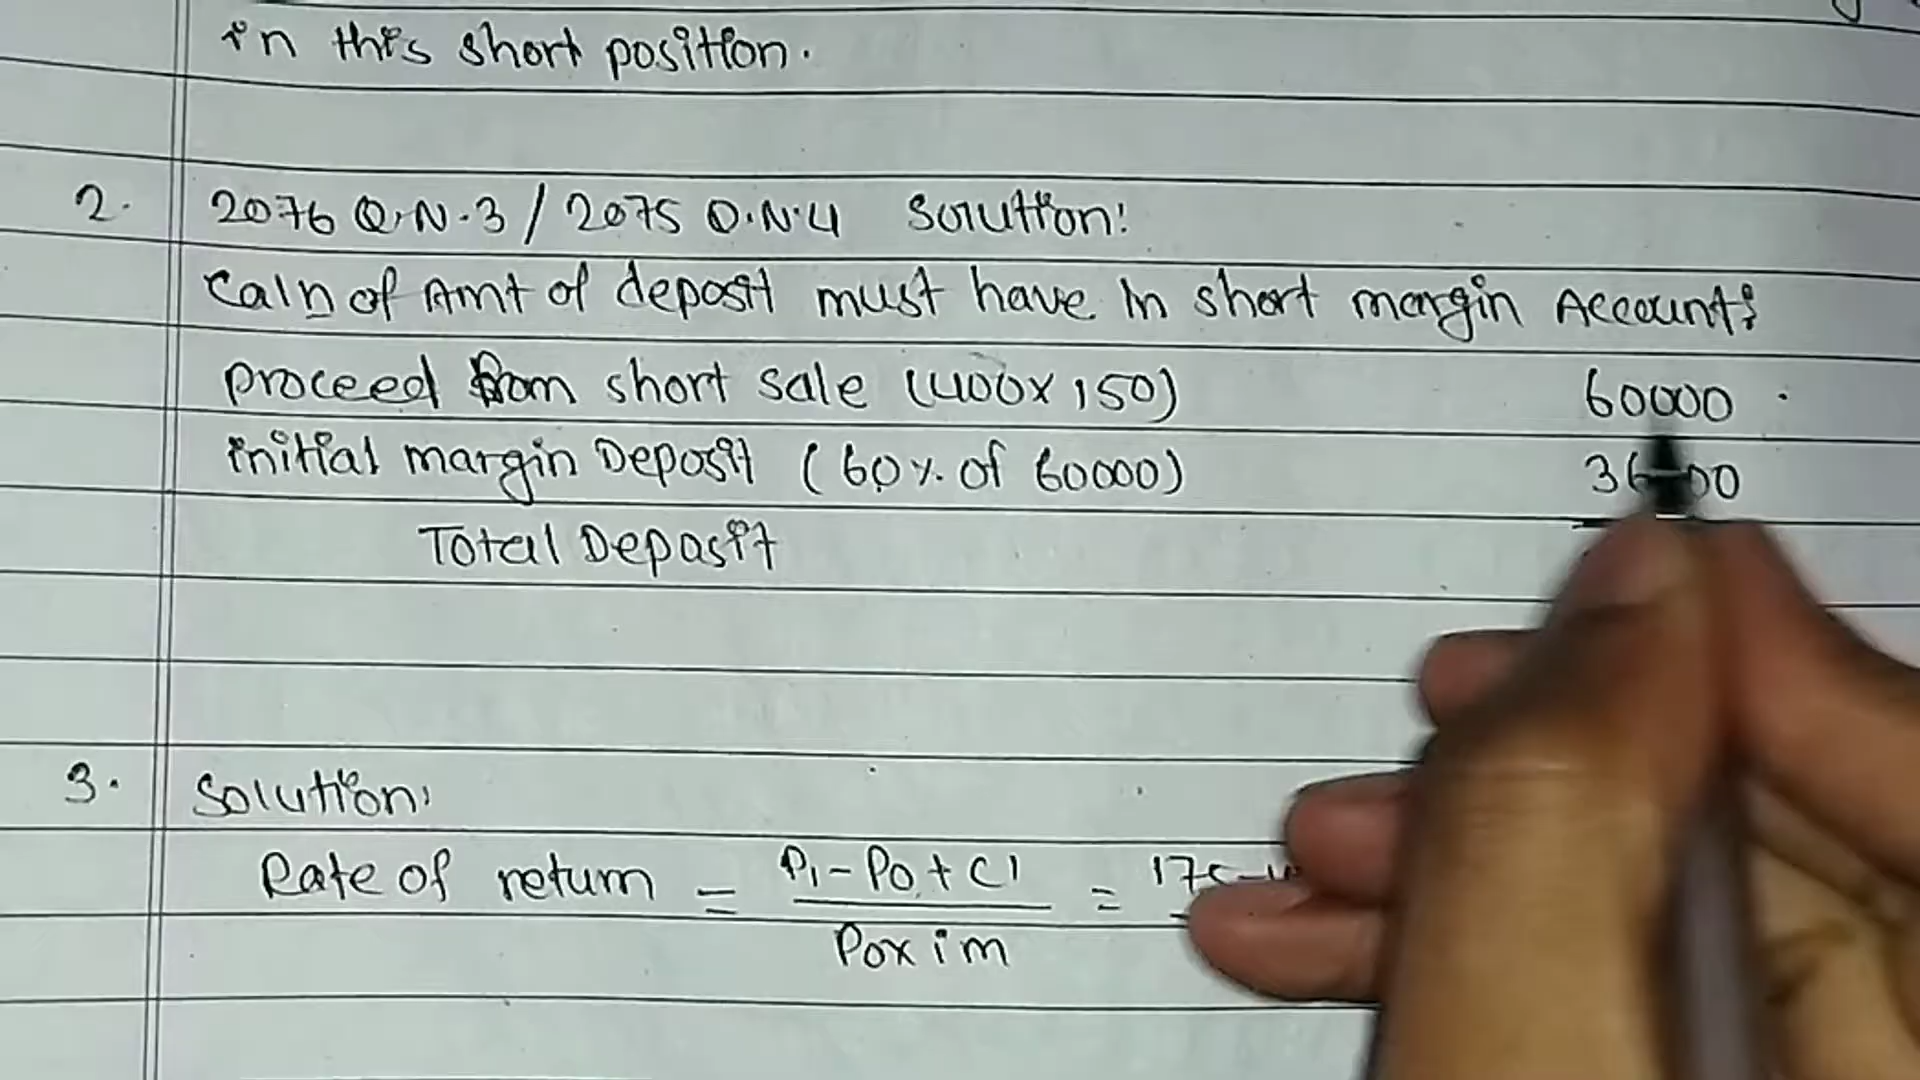 in this short position.
2. 2076 Q.N.3 / 2075 Q.N.4 Solution:
Caln of Amt of deposit must have in short margin Account:
proceed from short sale (400x150) 60000
initial margin Deposit (60% of 60000)
Total Deposit
3. Solution:
Rate of return = P1-P0+C1 =
P0x im